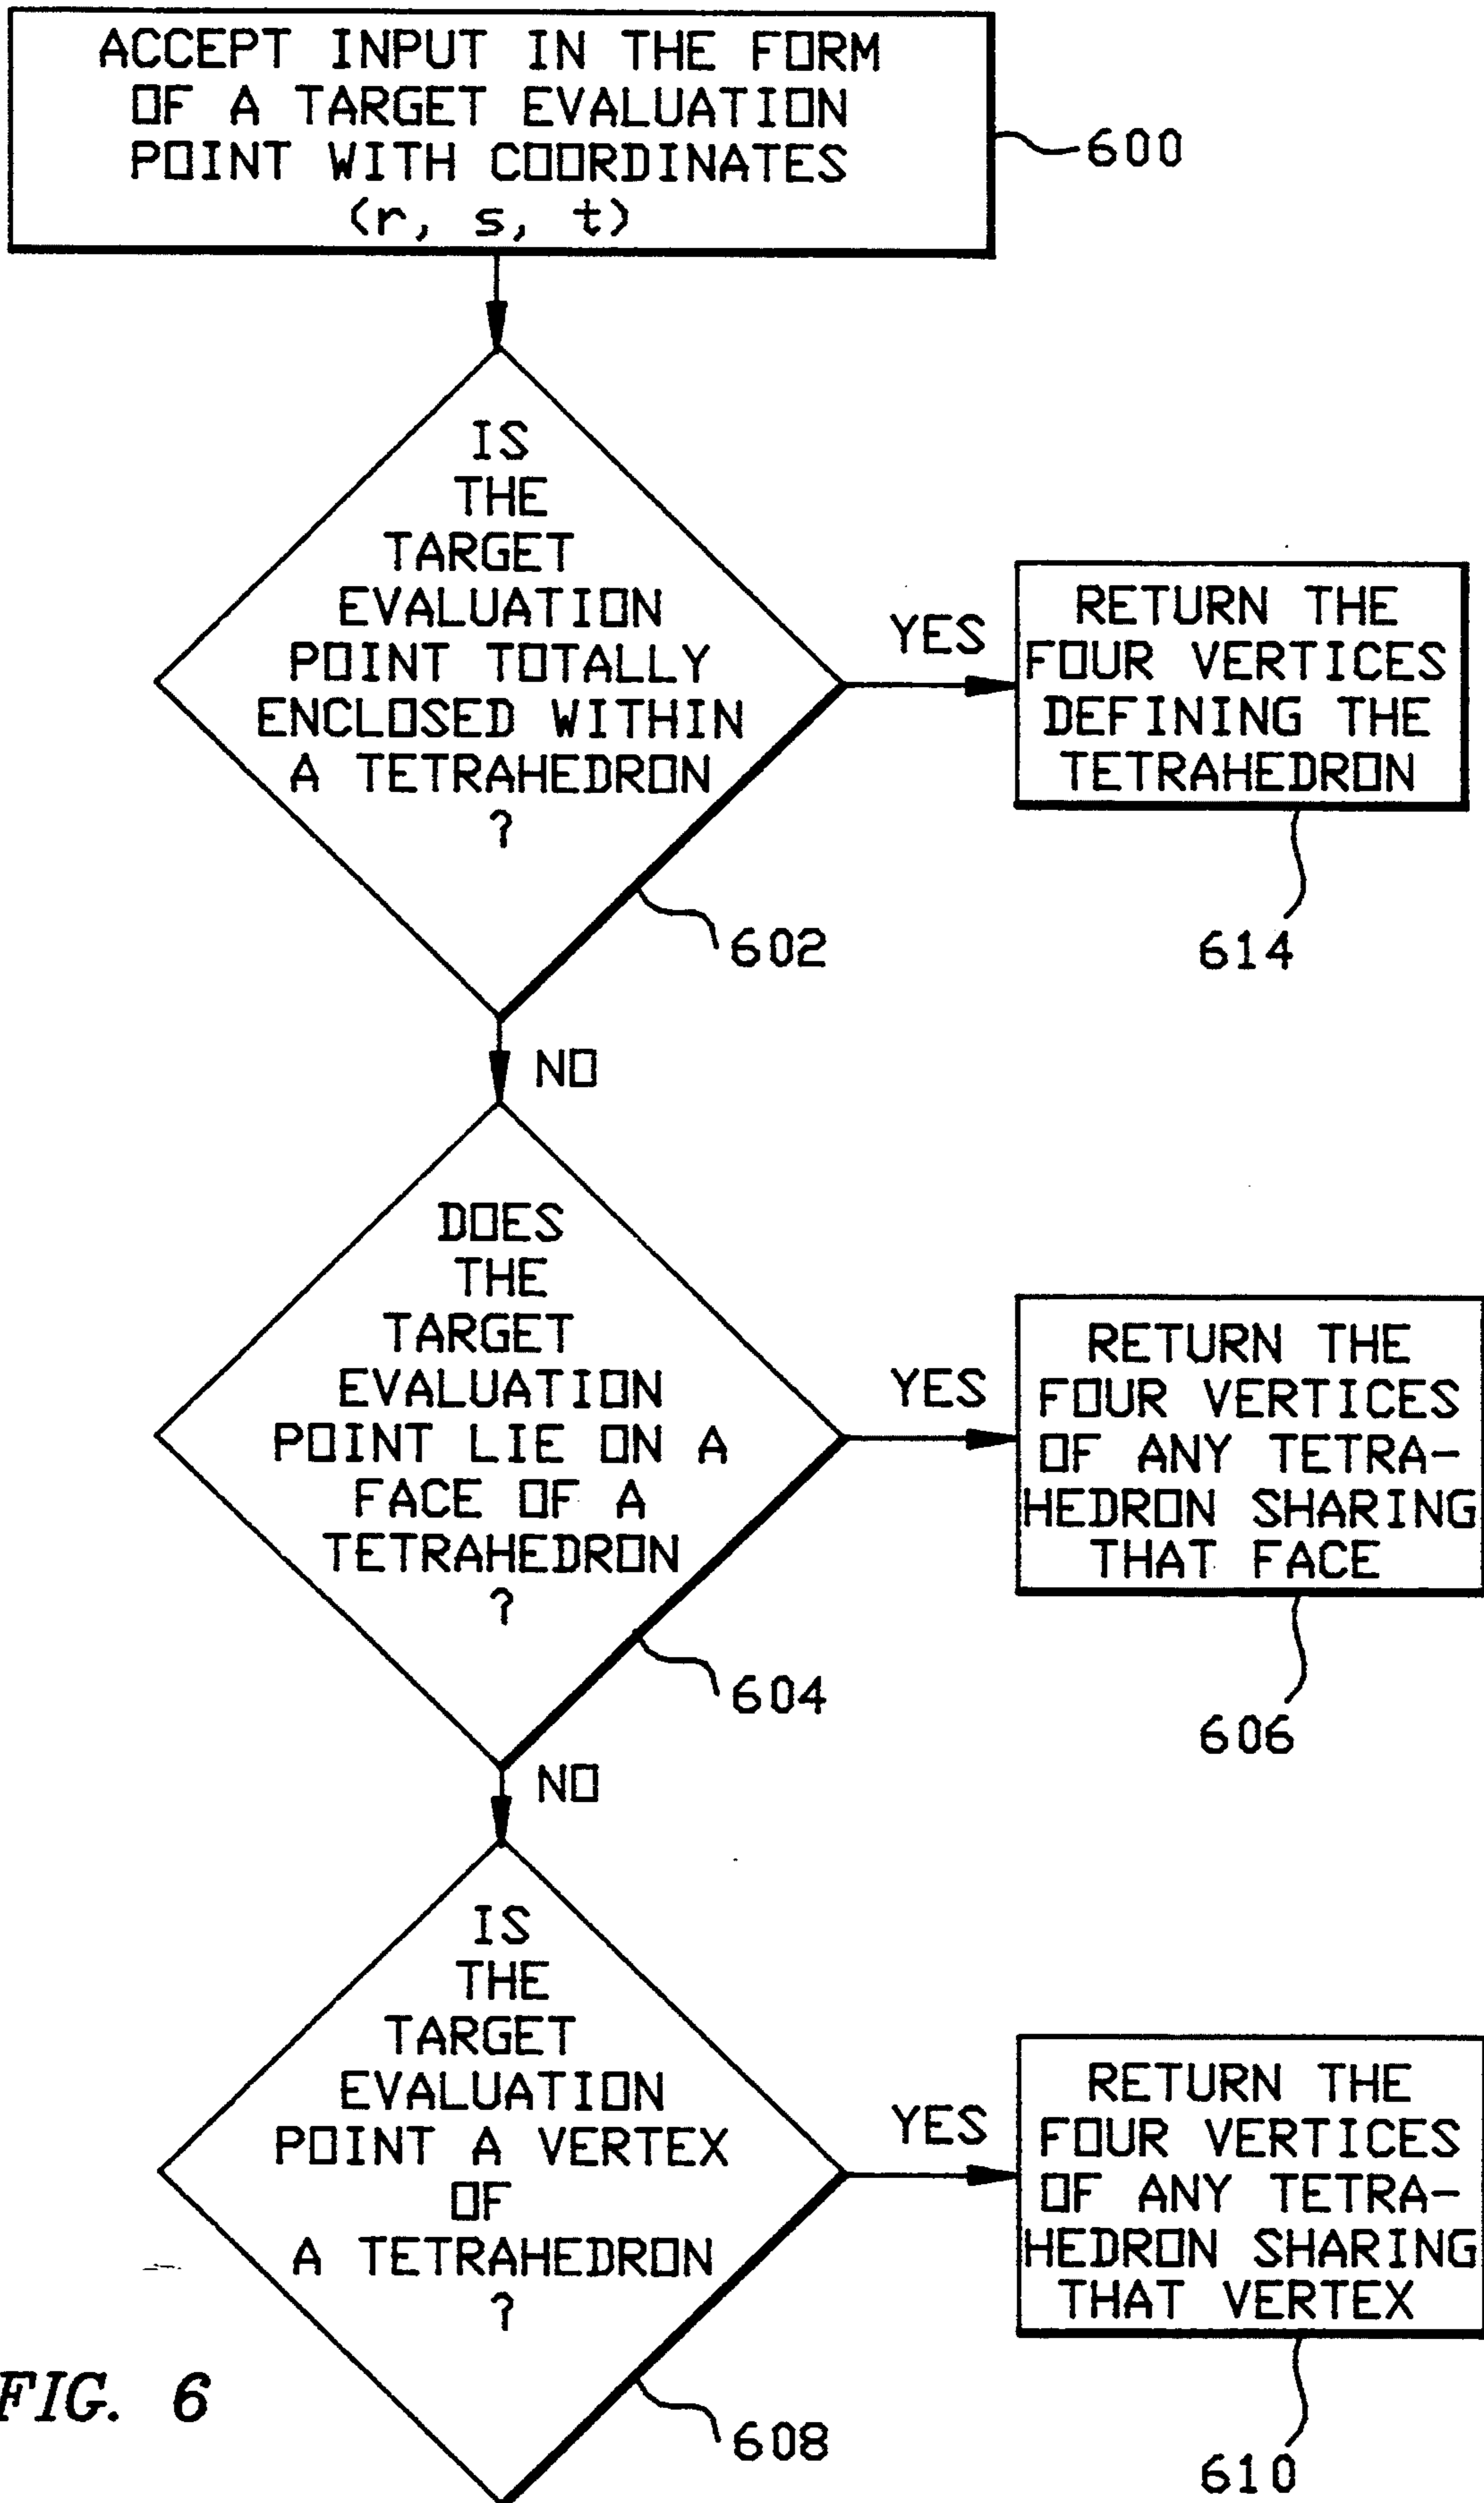 ACCEPT INPUT IN THE FORM
OF A TARGET EVALUATION
POINT WITH COORDINATES
(r, s, t)
600
IS
THE
TARGET
EVALUATION
POINT TOTALLY
ENCLOSED WITHIN
A TETRAHEDRON
?
602
YES
RETURN THE
FOUR VERTICES
DEFINING THE
TETRAHEDRON
614
NO
DOES
THE
TARGET
EVALUATION
POINT LIE ON A
FACE OF A
TETRAHEDRON
?
604
YES
RETURN THE
FOUR VERTICES
OF ANY TETRA-
HEDRON SHARING
THAT FACE
606
NO
IS
THE
TARGET
EVALUATION
POINT A VERTEX
OF
A TETRAHEDRON
?
608
YES
RETURN THE
FOUR VERTICES
OF ANY TETRA-
HEDRON SHARING
THAT VERTEX
610
FIG. 6